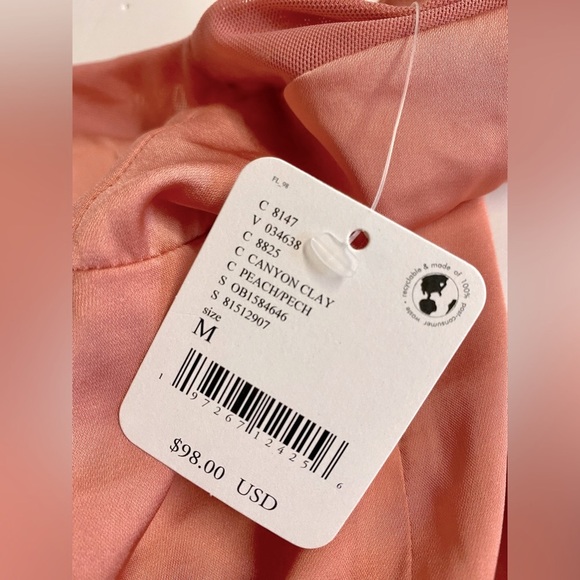 FL_98
C 8147
V 034638
C 8825
C CANYON CLAY
C PEACH/PECH
S OB1584646
S 81512907
size
M
1 97267 12425 6
$98.00 USD
recyclable & made of 100% post-consumer waste